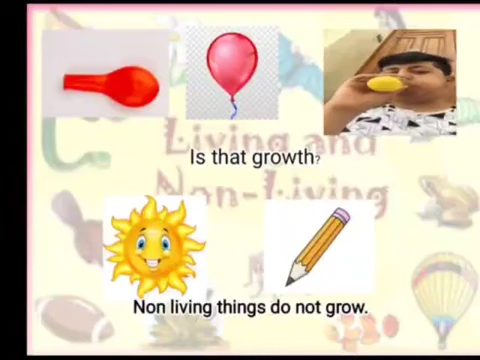 Living and
Is that growth?
Non-Living
Non living things do not grow.